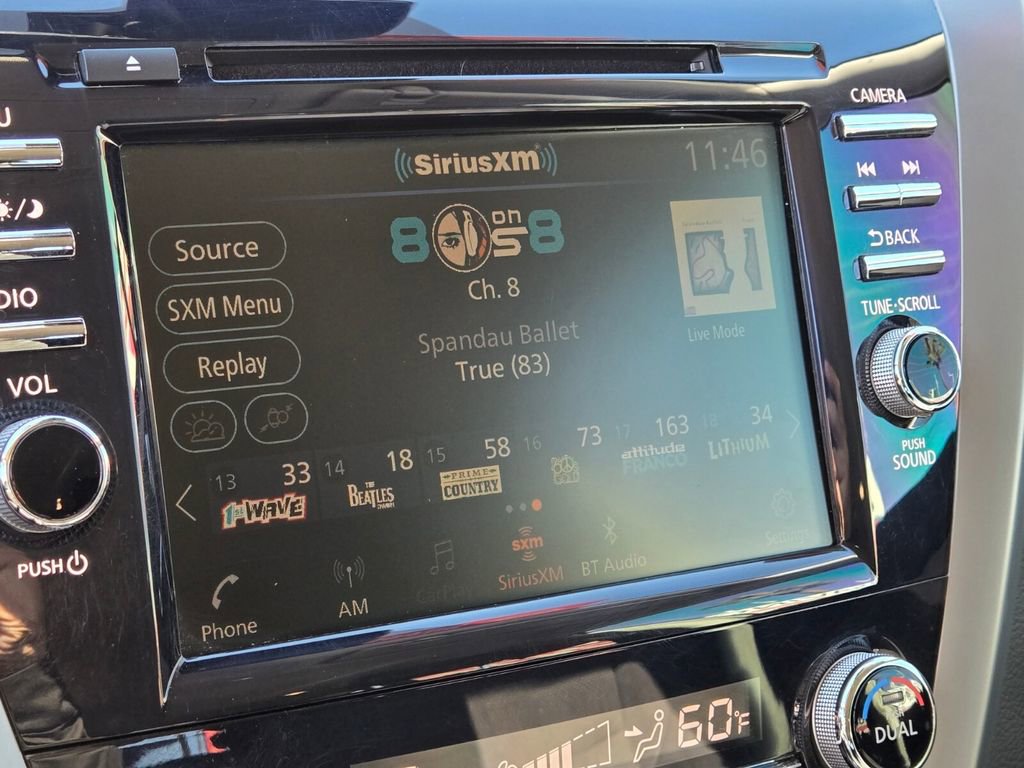 CAMERA
U
SiriusXM
11:46
8 80s on 8
BACK
Source
Ch. 8
SXM Menu
DIO
TUNE·SCROLL
Spandau Ballet
Live Mode
Replay
True (83)
VOL
13 33 14 18 15 58 16 73 17 163 18 34
1st WAVE
THE BEATLES CHANNEL
PRIME COUNTRY
attitude FRANCO
LITHIUM
PUSH SOUND
PUSH
sxm
Phone
AM
CarPlay
SiriusXM
BT Audio
Settings
60°F
DUAL